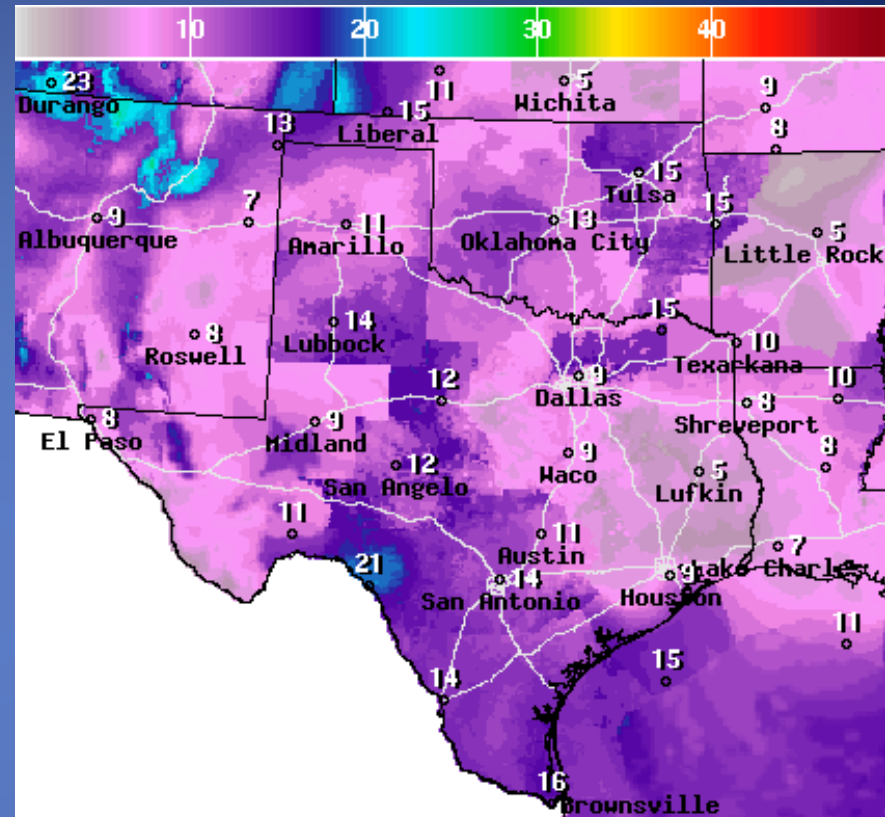 10 20 30 40
23 11 5 9
Durango Wichita
15
Liberal
13 8
15
Tulsa
9 7 11 13 15 5
Albuquerque Amarillo Oklahoma City Little Rock
8 14 15
Roswell Lubbock
10
Texarkana
12 9 10
Dallas
8 9
Shreveport
El Paso Midland
12 9 5 8
San Angelo Waco Lufkin
11 11 7
Austin
21 14 9 Lake Charles
San Antonio Houston
11
14 15
16
Brownsville